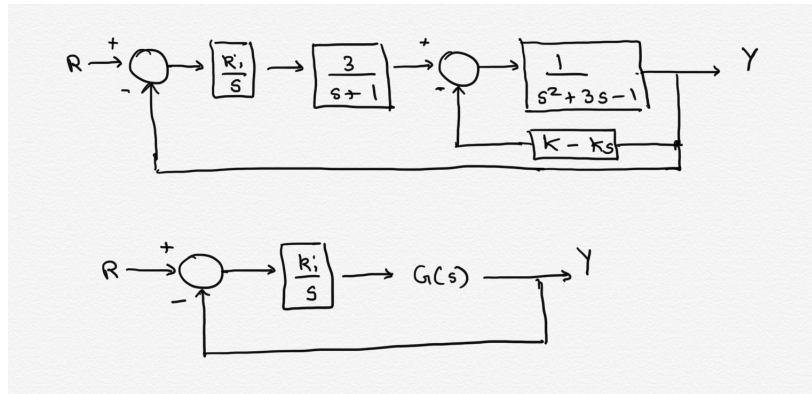 R + - Ki/s 3/(s+1) + - 1/(s²+3s-1) Y
K - Ks
R + - Ki/s G(s) Y